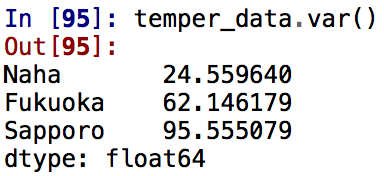 In [95]: temper_data.var()
Out[95]:
Naha 24.559640
Fukuoka 62.146179
Sapporo 95.555079
dtype: float64